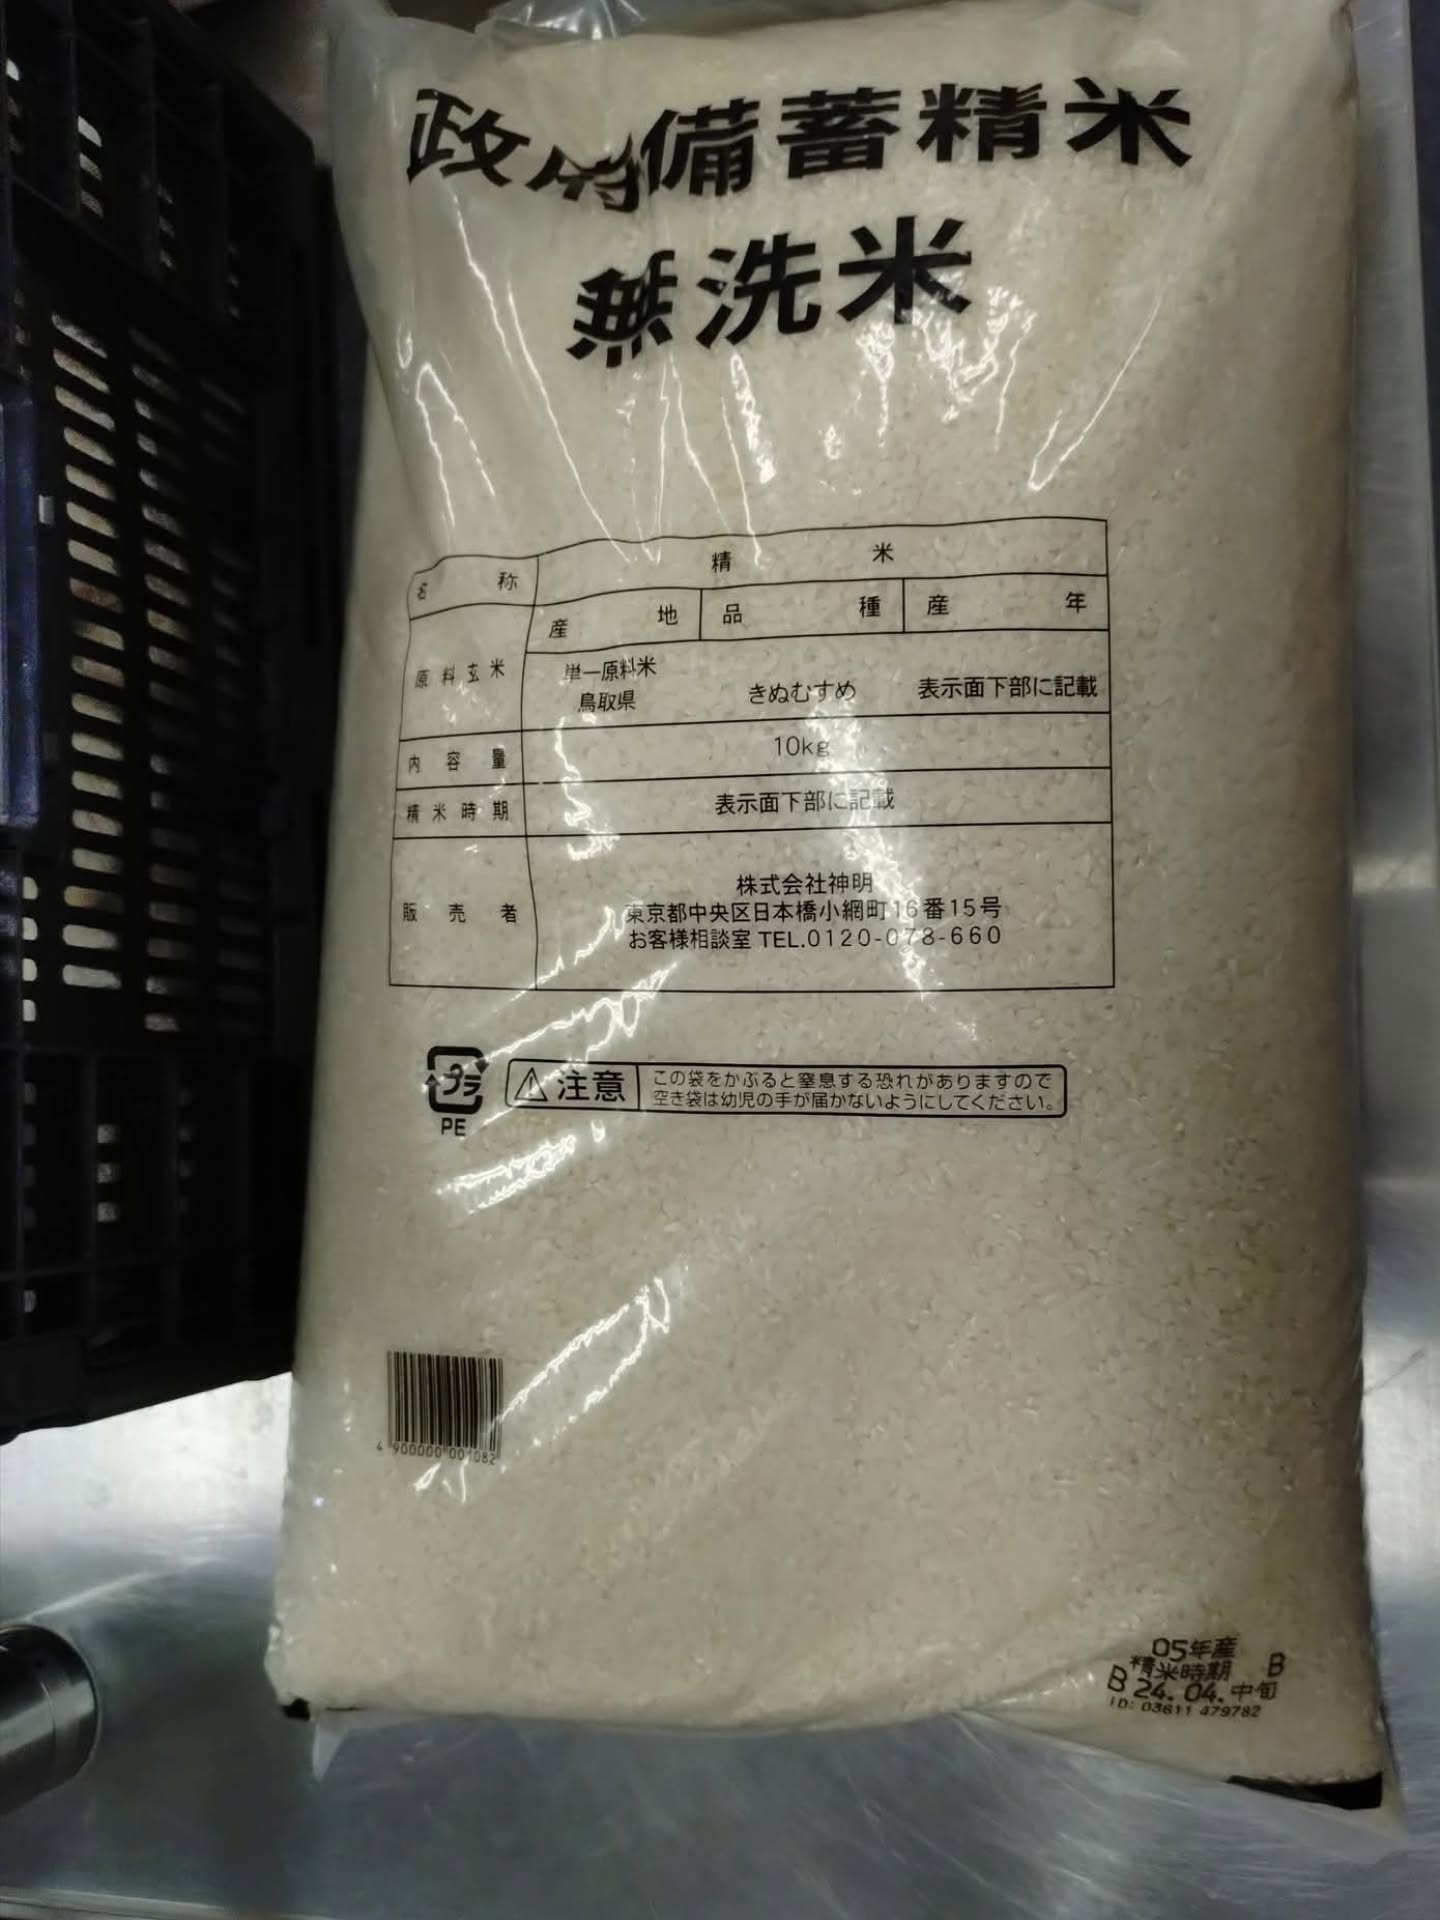 政府備蓄精米
無洗米
名称 精米
原料玄米 産地 品種 産年
単一原料米
鳥取県 きぬむすめ 表示面下部に記載
内容量 10kg
精米時期 表示面下部に記載
販売者 株式会社神明
東京都中央区日本橋小網町16番15号
お客様相談室 TEL.0120-078-660
プラ
PE
注意 この袋をかぶると窒息する恐れがありますので
空き袋は幼児の手が届かないようにしてください。
4 900000 001082
05年産
精米時期 B
B 24.04.中旬
ID: 03611 479782